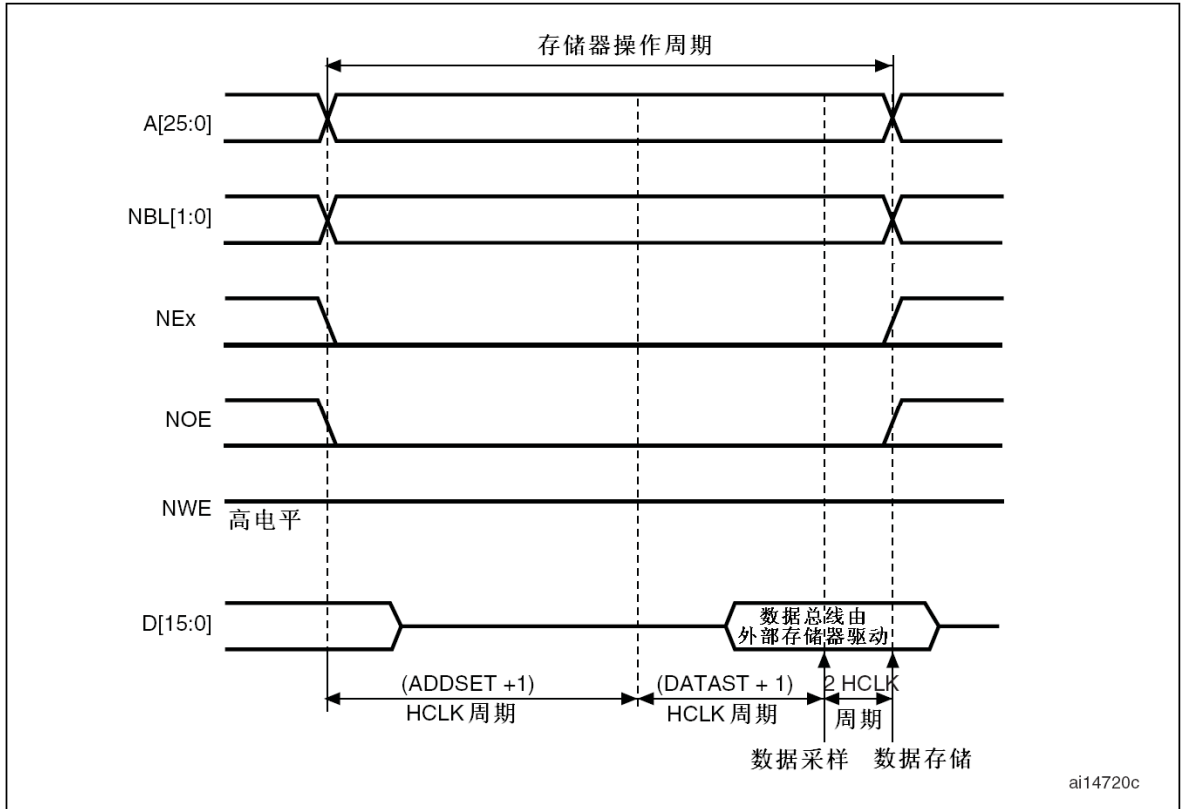 存储器操作周期
A[25:0]
NBL[1:0]
NEx
NOE
NWE
高电平
D[15:0]
数据总线由
外部存储器驱动
(ADDSET +1)
HCLK 周期
(DATAST + 1)
HCLK 周期
2 HCLK
周期
数据采样
数据存储
ai14720c